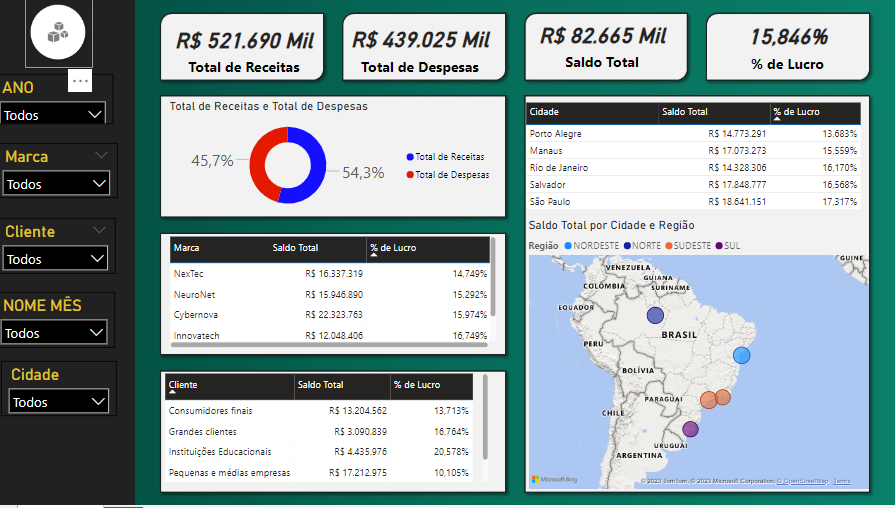 R$ 521.690 Mil
Total de Receitas
R$ 439.025 Mil
Total de Despesas
R$ 82.665 Mil
Saldo Total
15,846%
% de Lucro
...
ANO
Todos
Marca
Todos
Cliente
Todos
NOME MÊS
Todos
Cidade
Todos
Total de Receitas e Total de Despesas
45,7%
54,3%
Total de Receitas
Total de Despesas
Marca Saldo Total % de Lucro
NexTec R$ 16.337.319 14,749%
NeuroNet R$ 15.946.890 15,292%
Cybernova R$ 22.323.763 15,974%
Innovatech R$ 12.048.406 16,749%
Cliente Saldo Total % de Lucro
Consumidores finais R$ 13.204.562 13,713%
Grandes clientes R$ 3.090.839 16,764%
Instituições Educacionais R$ 4.435.976 20,578%
Pequenas e médias empresas R$ 17.212.975 10,105%
Cidade Saldo Total % de Lucro
Porto Alegre R$ 14.773.291 13,683%
Manaus R$ 17.073.273 15,559%
Rio de Janeiro R$ 14.328.306 16,170%
Salvador R$ 17.848.777 16,568%
São Paulo R$ 18.641.151 17,317%
Saldo Total por Cidade e Região
Região NORDESTE NORTE SUDESTE SUL
VENEZUELA
GUINE
GUIANA
COLÔMBIA
SURINAME
EQUADOR
BRASIL
PERU
BOLÍVIA
PARAGUAI
CHILE
URUGUAI
ARGENTINA
Microsoft Bing
© 2023 TomTom, © 2023 Microsoft Corporation, © OpenStreetMap Terms